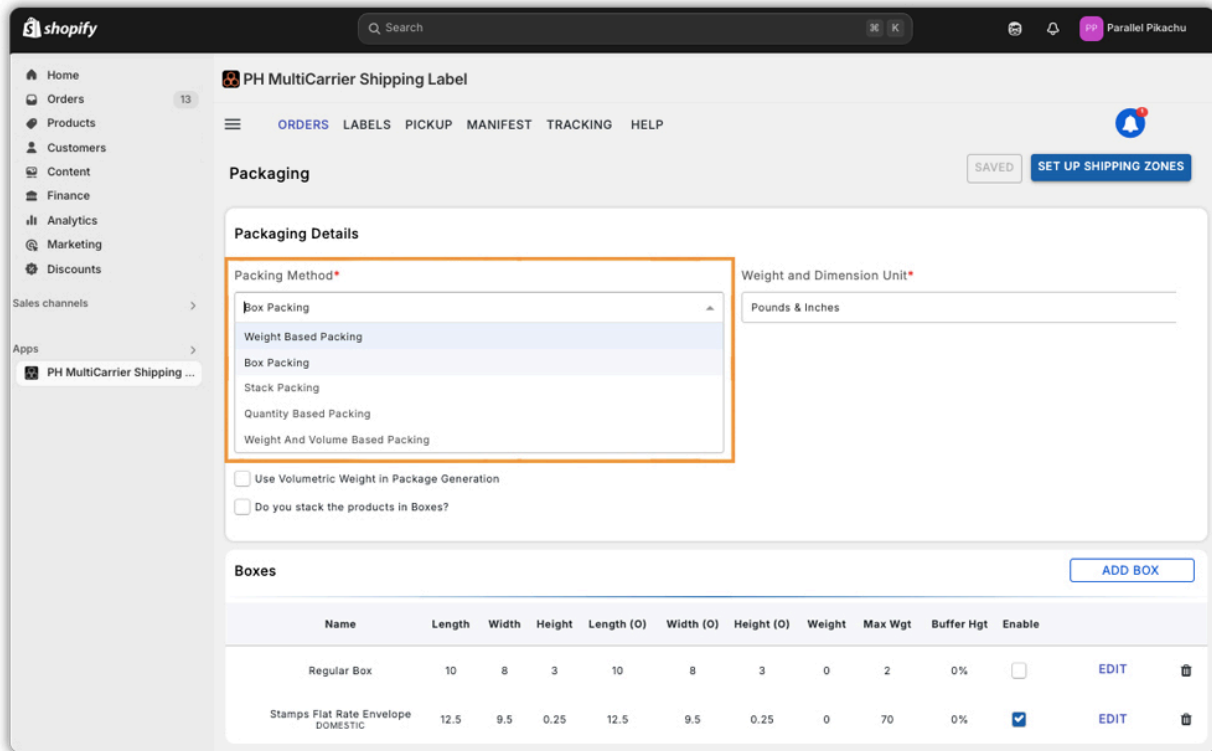 shopify
Search
⌘ K
PP
Parallel Pikachu
Home
Orders 13
Products
Customers
Content
Finance
Analytics
Marketing
Discounts
Sales channels
Apps
PH MultiCarrier Shipping ...
PH MultiCarrier Shipping Label
ORDERS LABELS PICKUP MANIFEST TRACKING HELP
1
Packaging
SAVED
SET UP SHIPPING ZONES
Packaging Details
Packing Method*
Weight and Dimension Unit*
Box Packing
Pounds & Inches
Weight Based Packing
Box Packing
Stack Packing
Quantity Based Packing
Weight And Volume Based Packing
Use Volumetric Weight in Package Generation
Do you stack the products in Boxes?
Boxes
ADD BOX
Name Length Width Height Length (O) Width (O) Height (O) Weight Max Wgt Buffer Hgt Enable
Regular Box 10 8 3 10 8 3 0 2 0% EDIT
Stamps Flat Rate Envelope
DOMESTIC
12.5 9.5 0.25 12.5 9.5 0.25 0 70 0% EDIT